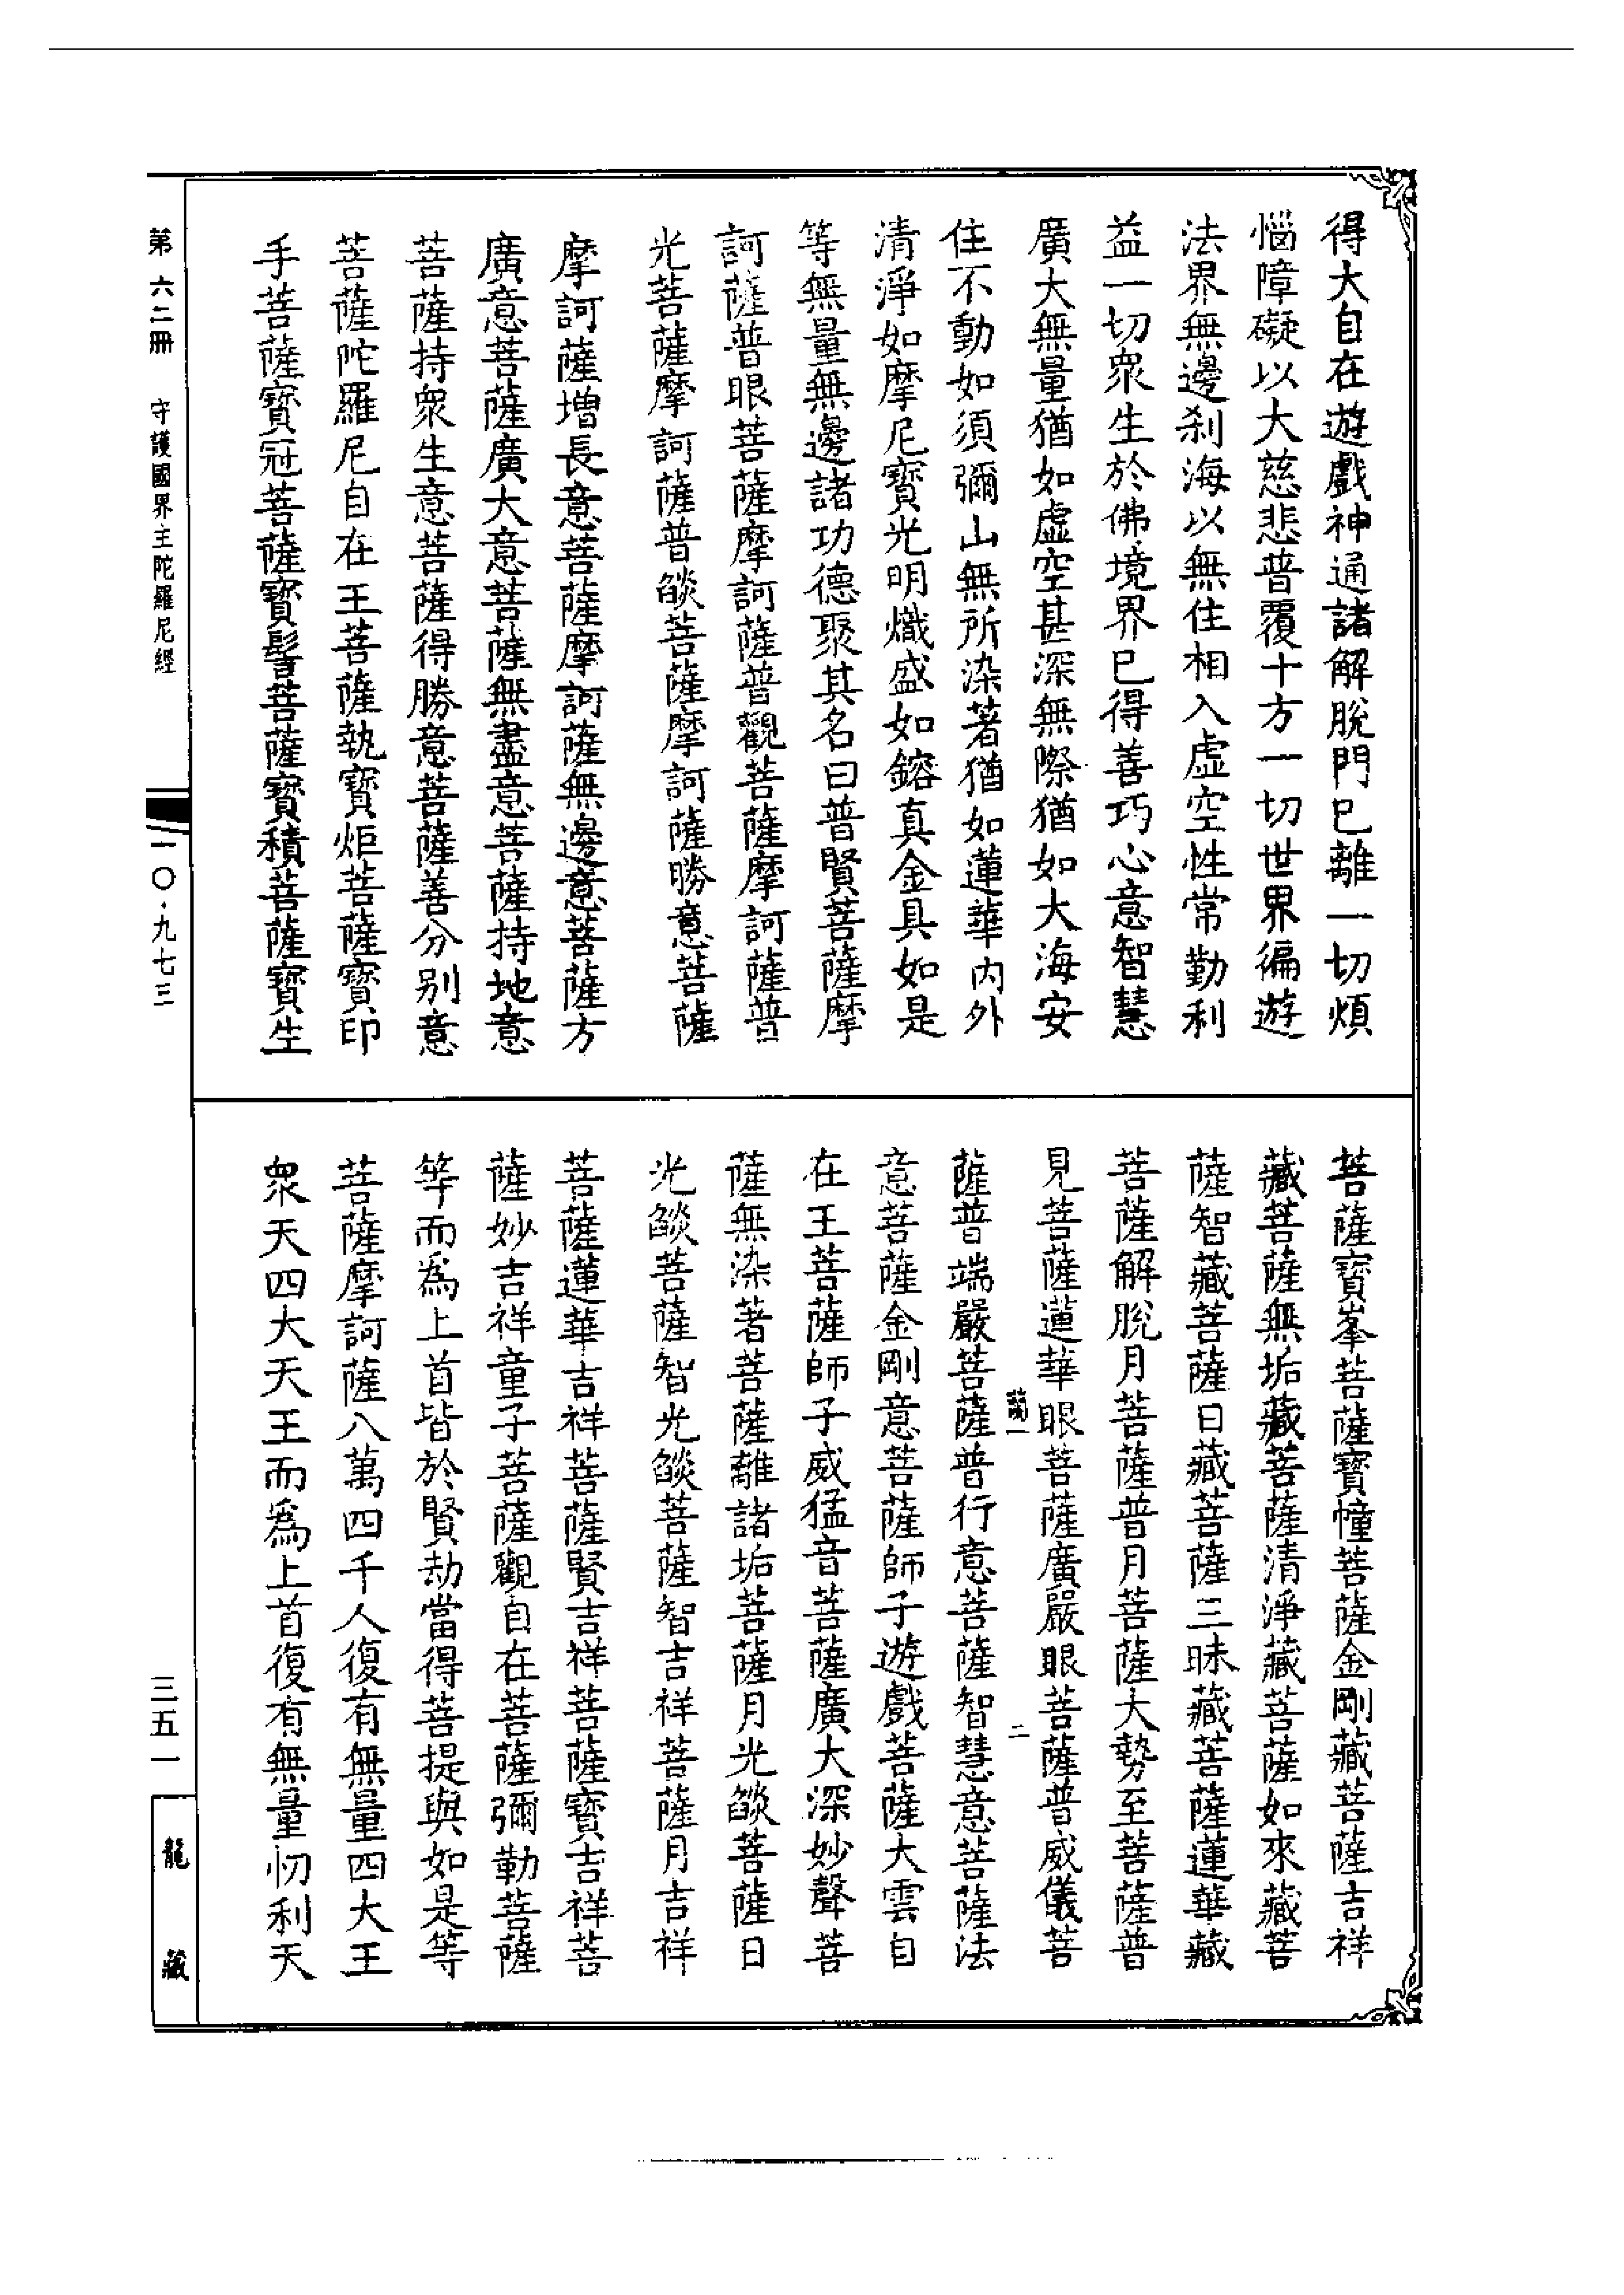 得大自在遊戲神通諸解脫門已離一切煩
惱障礙以大慈悲普覆十方一切世界徧遊
法界無邊刹海以無住相入虛空性常勤利
益一切衆生於佛境界已得善巧心意智慧
廣大無量猶如虛空甚深無際猶如大海安
住不動如須彌山無所染著猶如蓮華內外
清淨如摩尼寶光明熾盛如鎔真金具如是
等無量無邊諸功德聚其名曰普賢菩薩摩
訶薩普眼菩薩摩訶薩普觀菩薩摩訶薩普
光菩薩摩訶薩普燄菩薩摩訶薩勝意菩薩
摩訶薩增長意菩薩摩訶薩無邊意菩薩方
廣意菩薩廣大意菩薩無盡意菩薩持地意
菩薩持衆生意菩薩得勝意菩薩善分别意
菩薩陀羅尼自在王菩薩執寶炬菩薩寶印
手菩薩寶冠菩薩寶髻菩薩寶積菩薩寶生
菩薩寶峯菩薩寶幢菩薩金剛藏菩薩吉祥
藏菩薩無垢藏菩薩清淨藏菩薩如來藏菩
薩智藏菩薩日藏菩薩三昧藏菩薩蓮華藏
菩薩解脫月菩薩普月菩薩大勢至菩薩普
見菩薩蓮華眼菩薩廣嚴眼菩薩普威儀菩
蘭一 二
薩普端嚴菩薩普行意菩薩智慧意菩薩法
意菩薩金剛意菩薩師子遊戲菩薩大雲自
在王菩薩師子威猛音菩薩廣大深妙聲菩
薩無染著菩薩離諸垢菩薩月光燄菩薩日
光燄菩薩智光燄菩薩智吉祥菩薩月吉祥
菩薩蓮華吉祥菩薩賢吉祥菩薩寶吉祥菩
薩妙吉祥童子菩薩觀自在菩薩彌勒菩薩
等而爲上首皆於賢劫當得菩提與如是等
菩薩摩訶薩八萬四千人復有無量四大王
衆天四大天王而爲上首復有無量忉利天
第六二冊 守護國界主陀羅尼經
一〇·九七三
三五一
龍藏